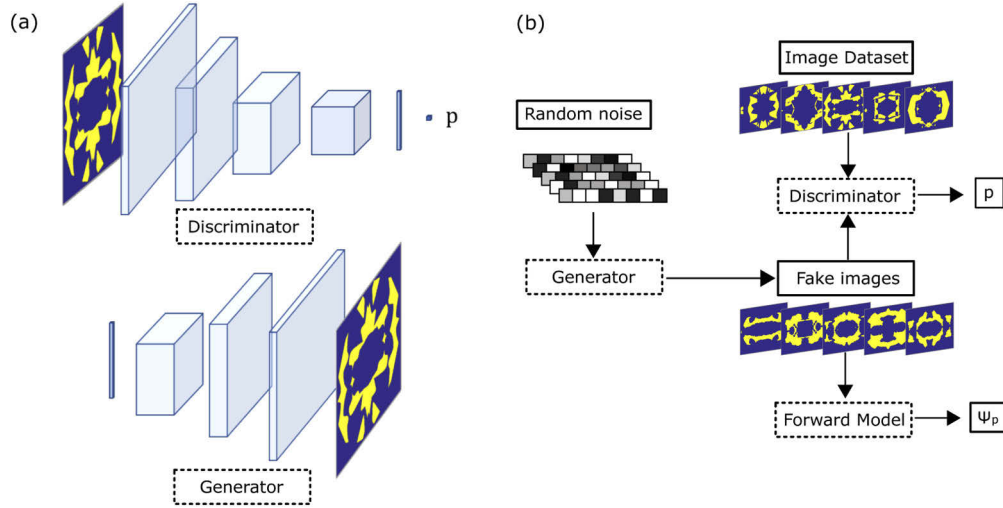 (a)
p
Discriminator
Generator
(b)
Random noise
Generator
Image Dataset
Discriminator
p
Fake images
Forward Model
Ψp